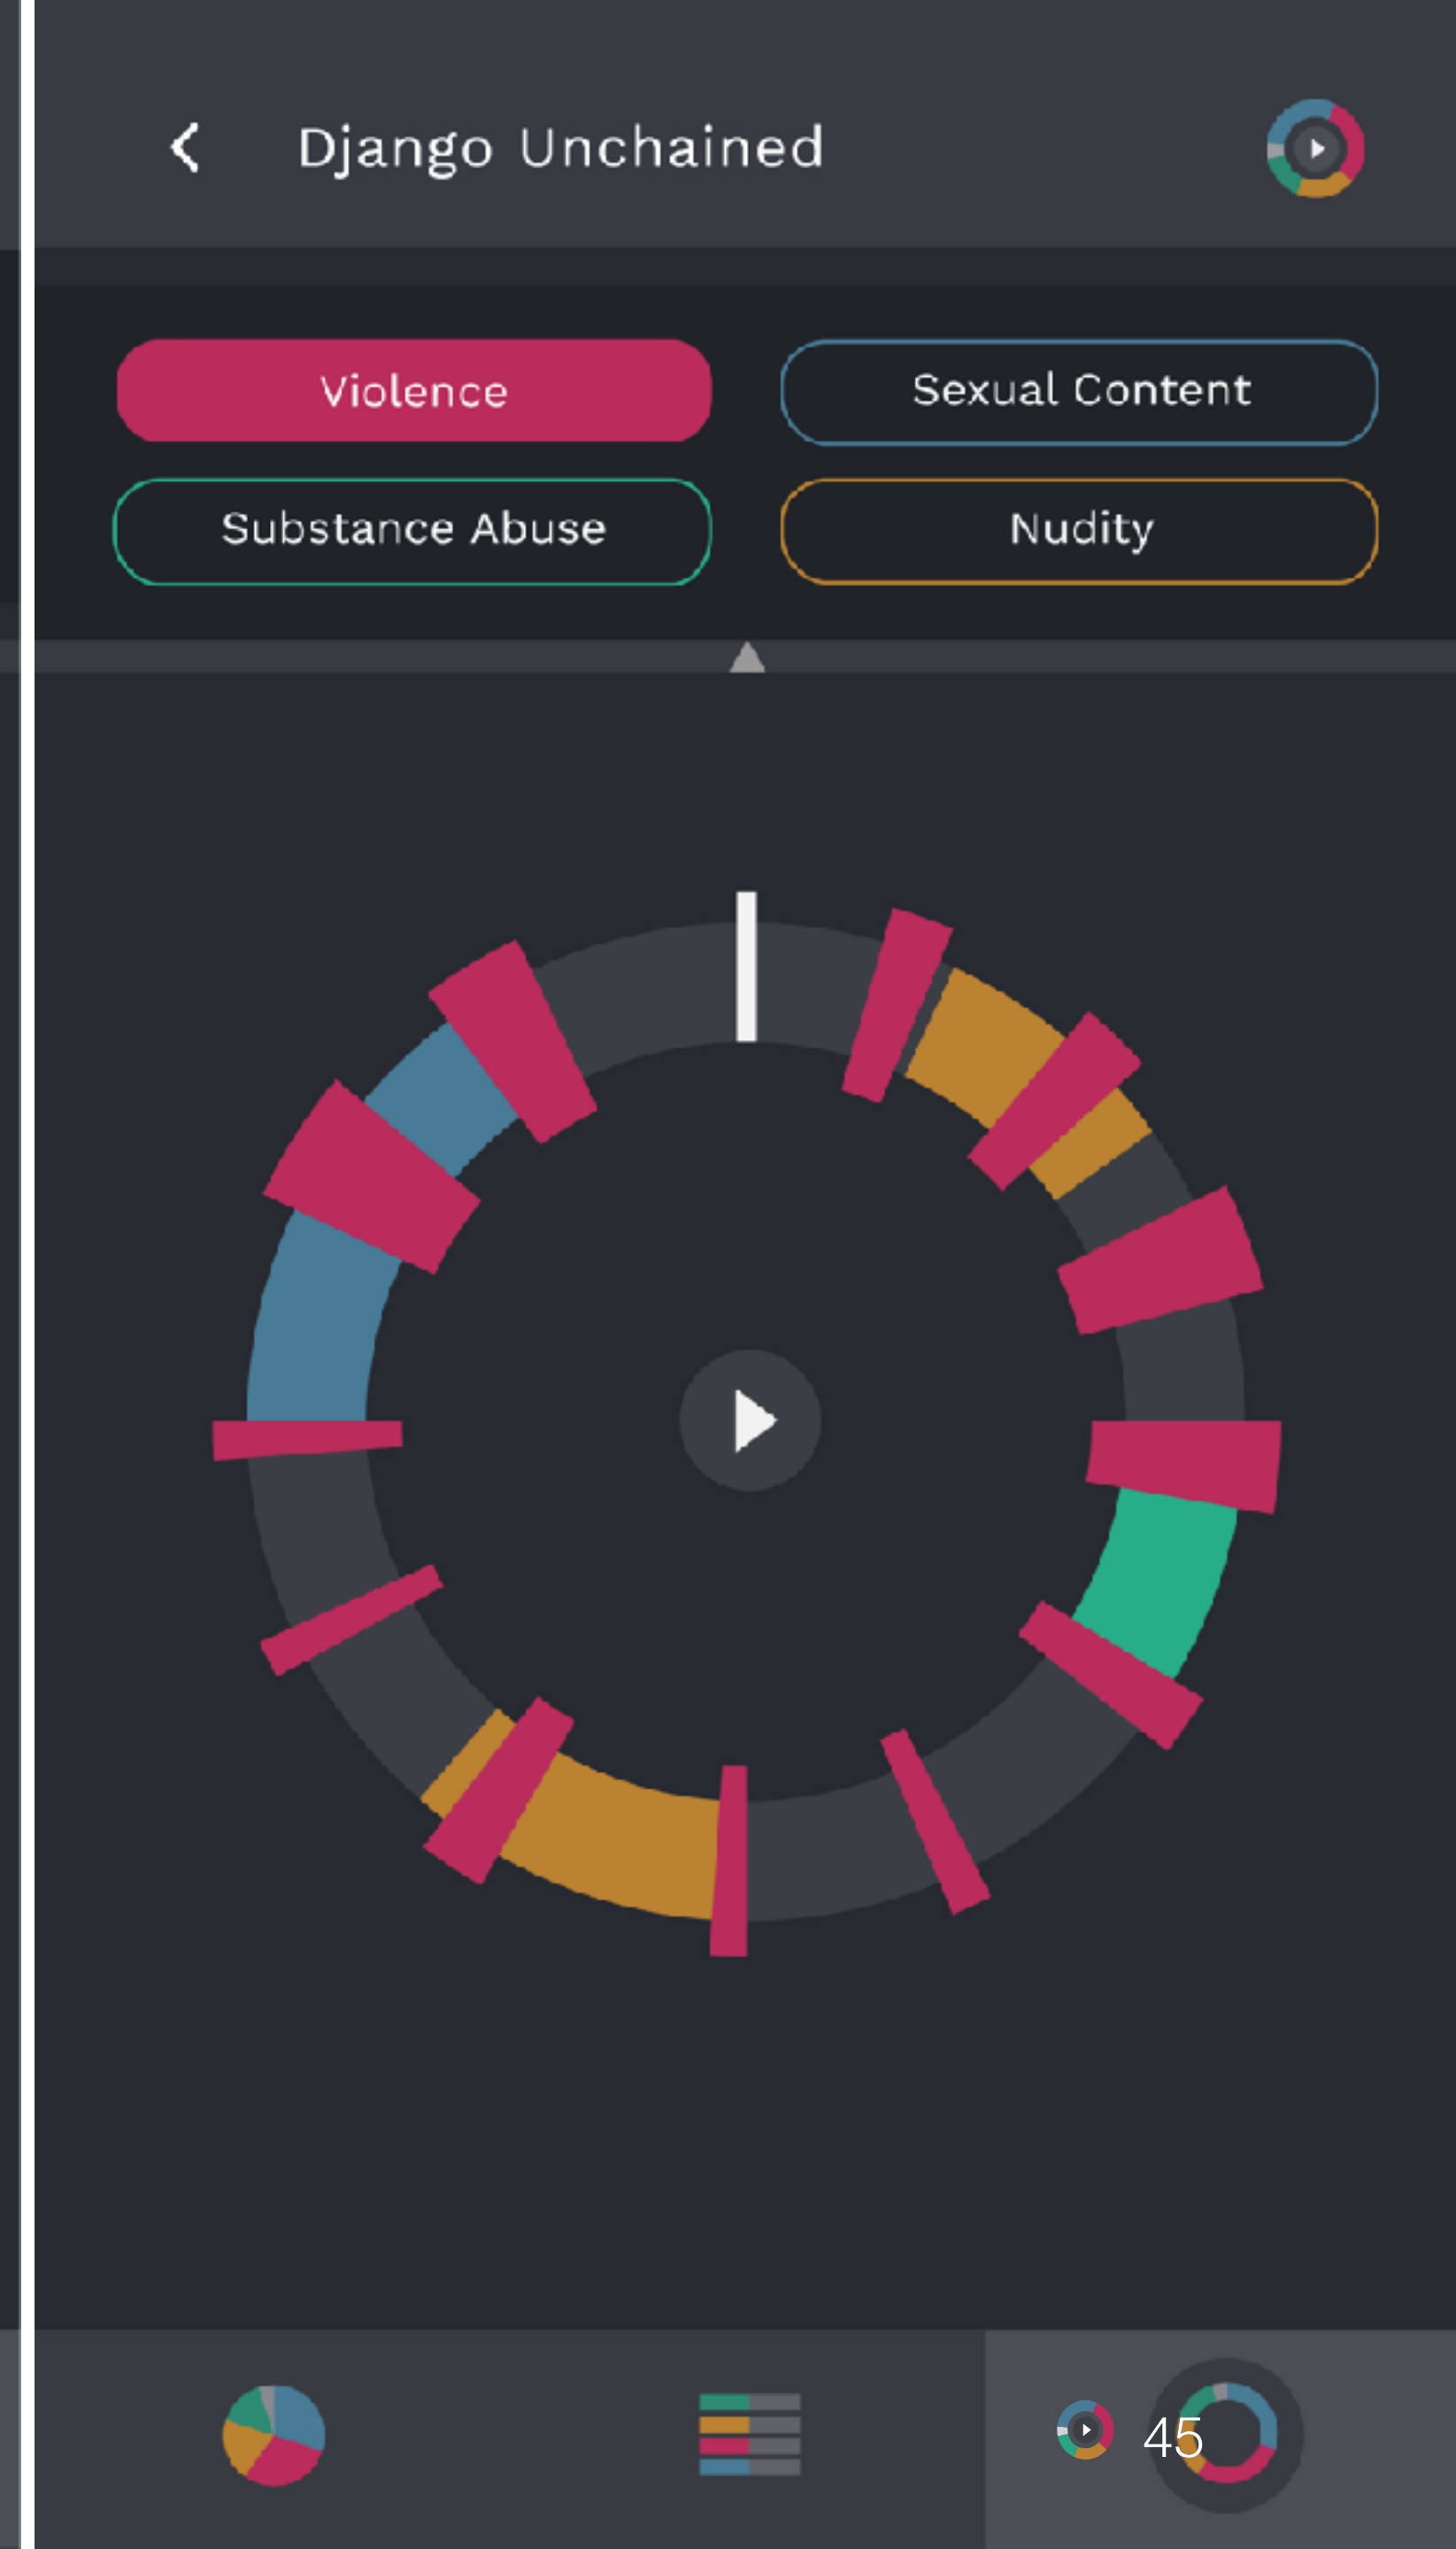 Django Unchained
Violence
Sexual Content
Substance Abuse
Nudity
45